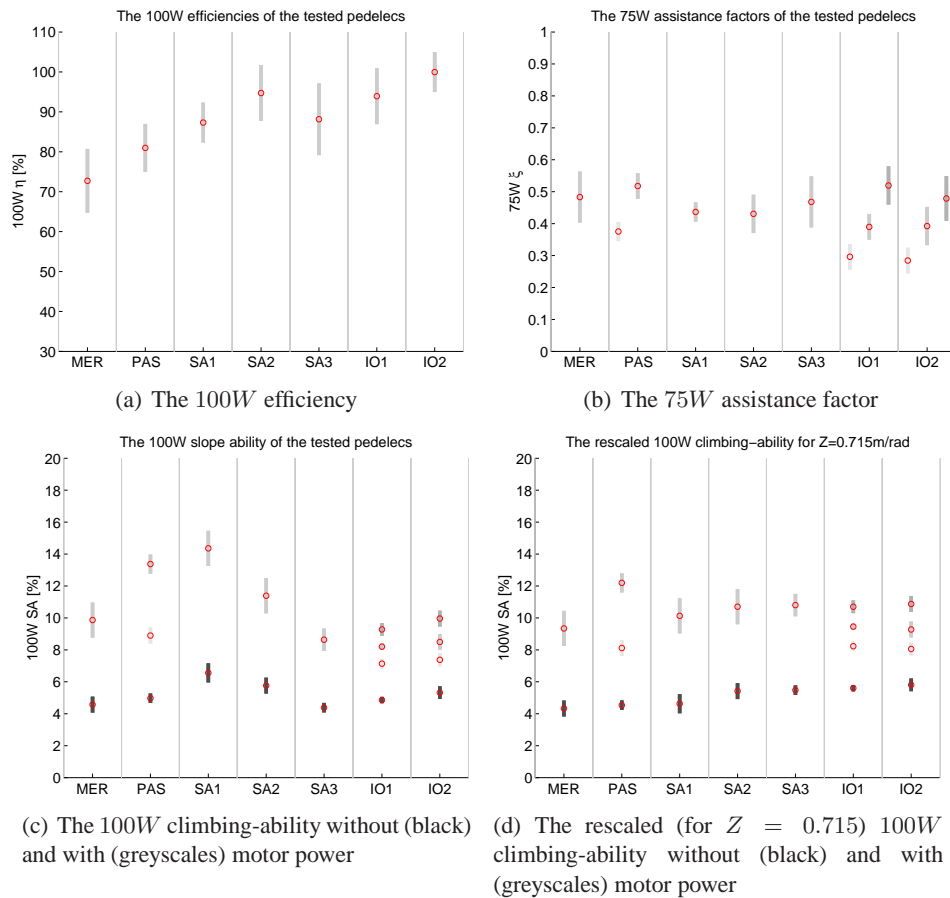 The 100W efficiencies of the tested pedelecs
110
100
90
80
70
60
50
40
30
100W η [%]
MER PAS SA1 SA2 SA3 IO1 IO2
(a) The 100W efficiency
The 75W assistance factors of the tested pedelecs
1
0.9
0.8
0.7
0.6
0.5
0.4
0.3
0.2
0.1
0
75W ξ
MER PAS SA1 SA2 SA3 IO1 IO2
(b) The 75W assistance factor
The 100W slope ability of the tested pedelecs
20
18
16
14
12
10
8
6
4
2
0
100W SA [%]
MER PAS SA1 SA2 SA3 IO1 IO2
(c) The 100W climbing-ability without (black)
and with (greyscales) motor power
The rescaled 100W climbing−ability for Z=0.715m/rad
20
18
16
14
12
10
8
6
4
2
0
100W SA [%]
MER PAS SA1 SA2 SA3 IO1 IO2
(d) The rescaled (for Z = 0.715) 100W
climbing-ability without (black) and with
(greyscales) motor power